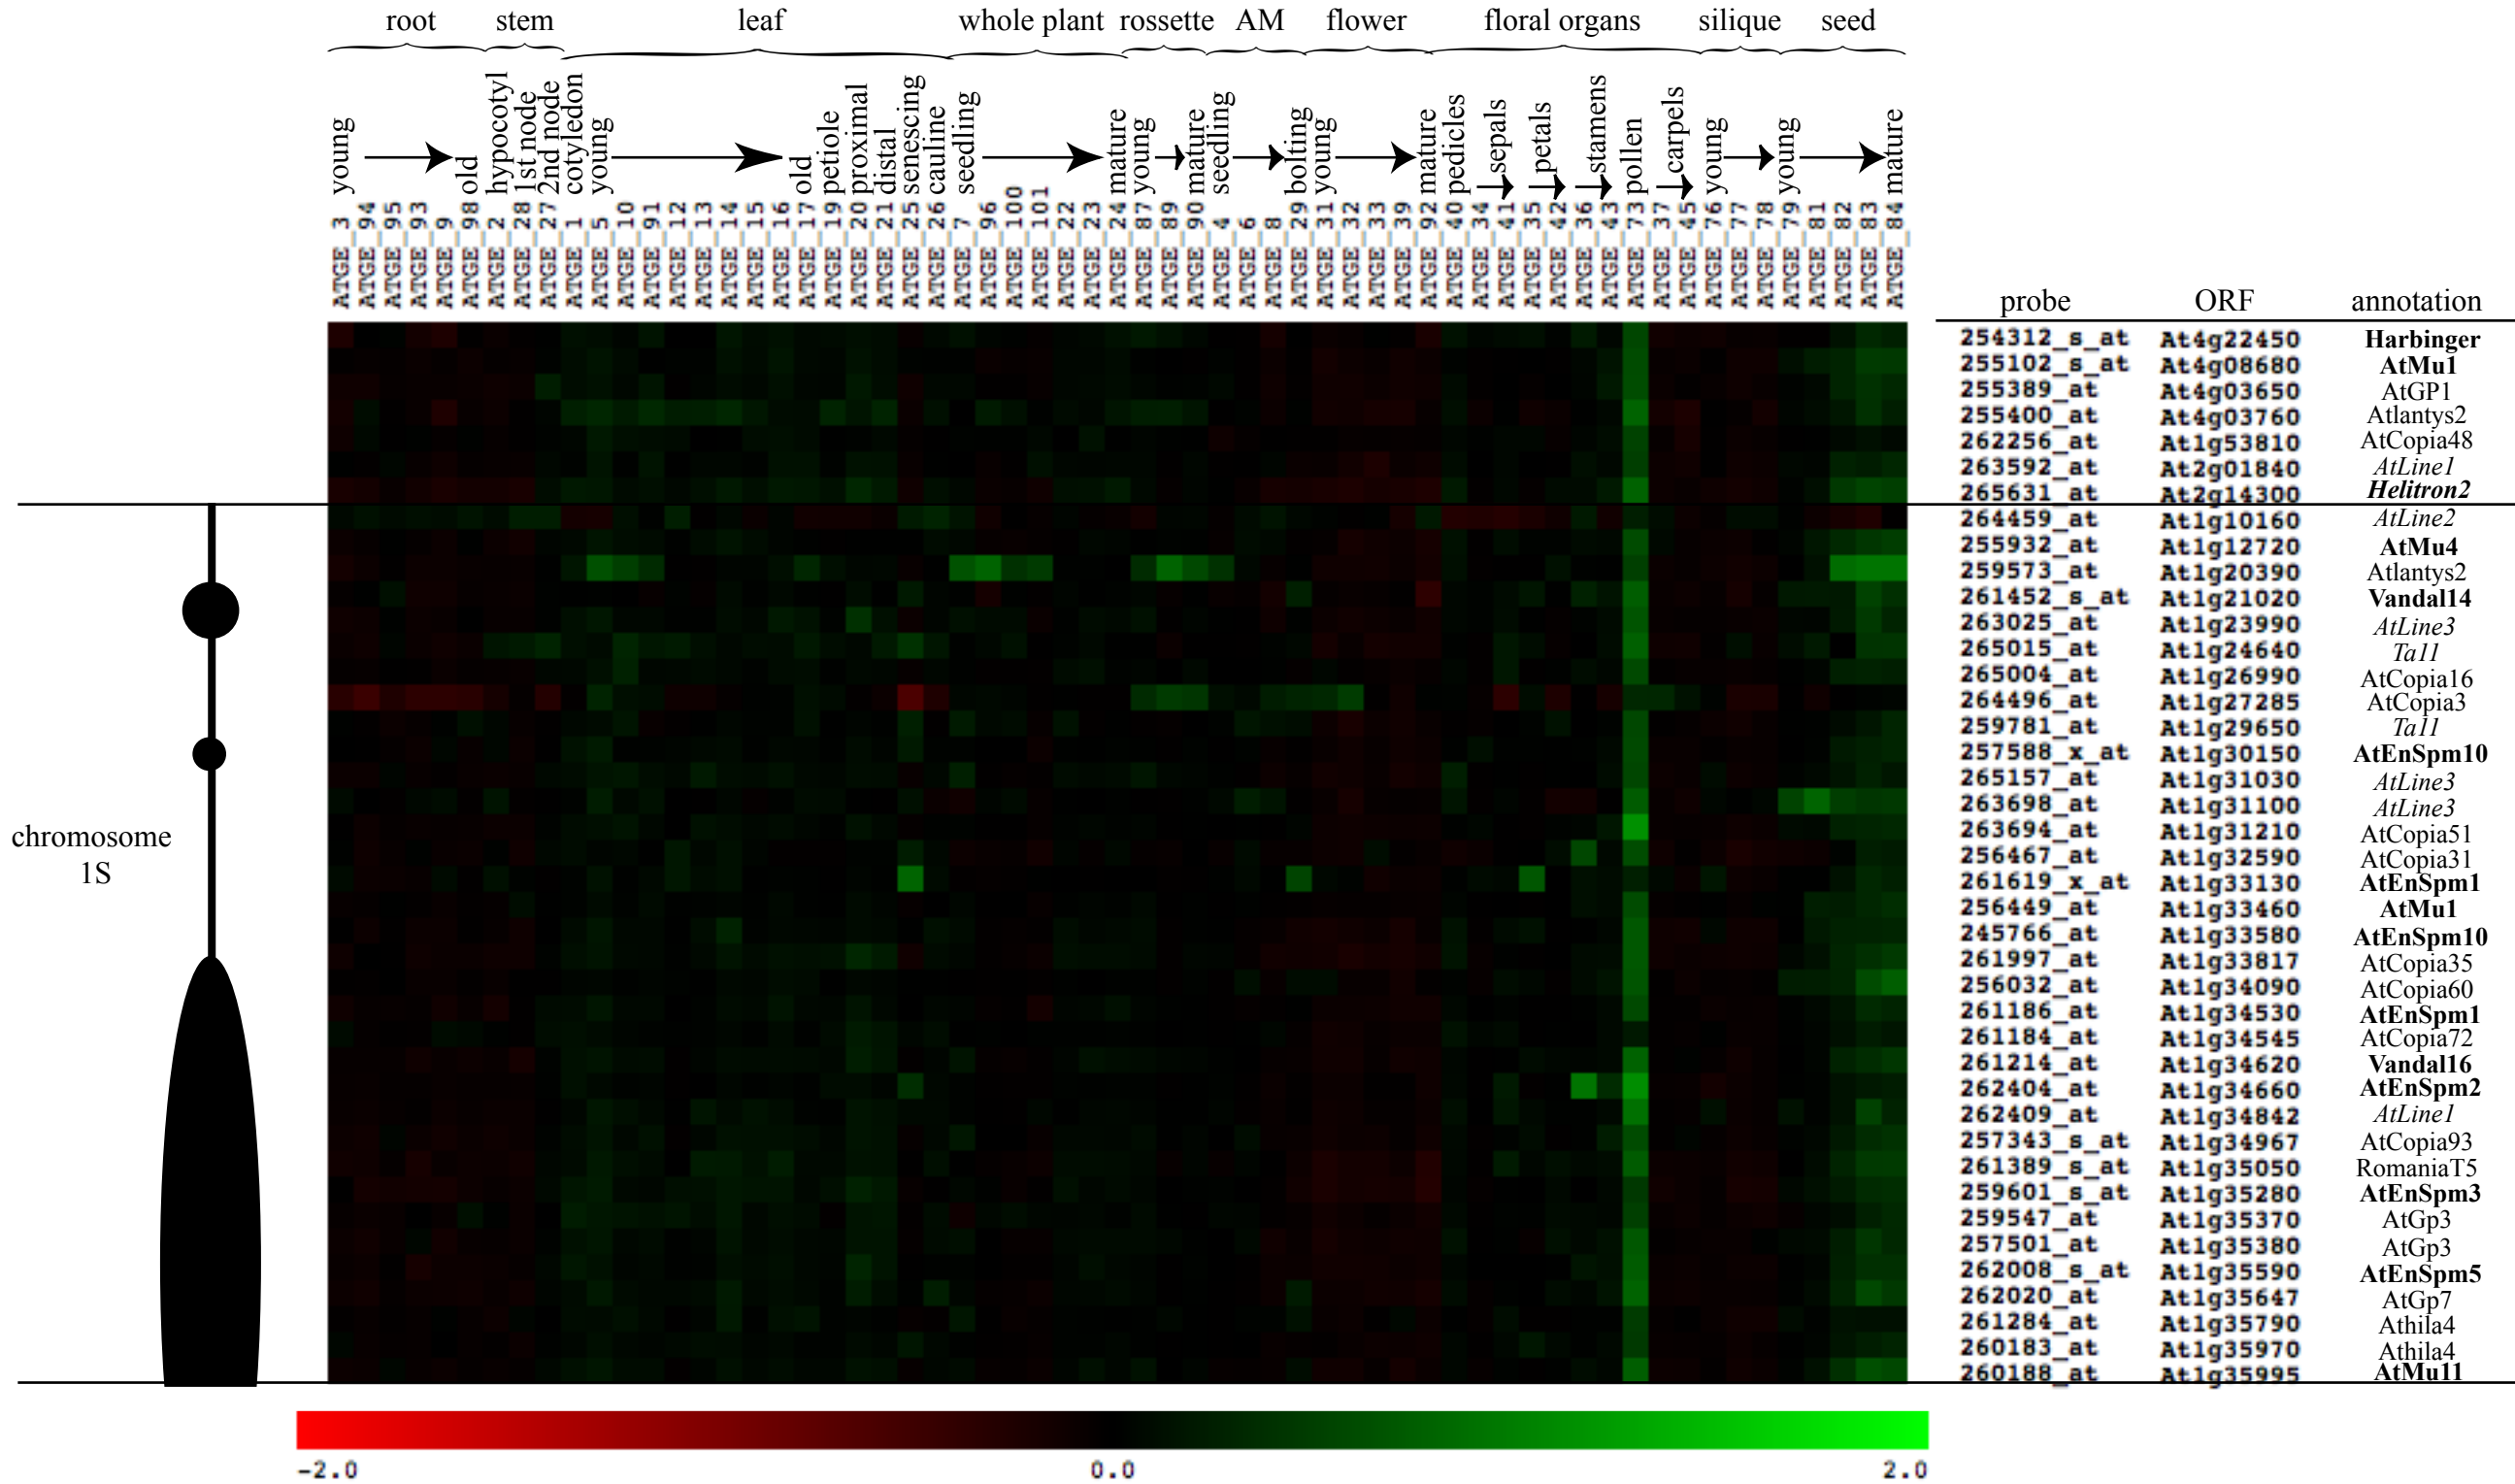 root stem leaf whole plant rossette AM flower floral organs silique seed
young old hypocotyl 1st node 2nd node cotyledon young old petiole proximal distal senescing cauline seedling mature young mature seedling bolting young mature pedicles sepals petals stamens pollen carpels young young mature
ATGE_3 ATGE_94 ATGE_95 ATGE_93 ATGE_9 ATGE_98 ATGE_2 ATGE_28 ATGE_27 ATGE_1 ATGE_5 ATGE_10 ATGE_91 ATGE_12 ATGE_13 ATGE_14 ATGE_15 ATGE_16 ATGE_17 ATGE_19 ATGE_20 ATGE_21 ATGE_25 ATGE_26 ATGE_7 ATGE_96 ATGE_100 ATGE_101 ATGE_22 ATGE_23 ATGE_24 ATGE_87 ATGE_89 ATGE_90 ATGE_4 ATGE_6 ATGE_8 ATGE_29 ATGE_31 ATGE_32 ATGE_33 ATGE_39 ATGE_92 ATGE_40 ATGE_34 ATGE_41 ATGE_35 ATGE_42 ATGE_36 ATGE_43 ATGE_73 ATGE_37 ATGE_45 ATGE_76 ATGE_77 ATGE_78 ATGE_79 ATGE_81 ATGE_82 ATGE_83 ATGE_84
probe ORF annotation
254312_s_at At4g22450 Harbinger
255102_s_at At4g08680 AtMu1
255389_at At4g03650 AtGP1
255400_at At4g03760 Atlantys2
262256_at At1g53810 AtCopia48
263592_at At2g01840 AtLine1
265631_at At2g14300 Helitron2
264459_at At1g10160 AtLine2
255932_at At1g12720 AtMu4
259573_at At1g20390 Atlantys2
261452_s_at At1g21020 Vandal14
263025_at At1g23990 AtLine3
265015_at At1g24640 Ta11
265004_at At1g26990 AtCopia16
264496_at At1g27285 AtCopia3
259781_at At1g29650 Ta11
257588_x_at At1g30150 AtEnSpm10
265157_at At1g31030 AtLine3
263698_at At1g31100 AtLine3
263694_at At1g31210 AtCopia51
256467_at At1g32590 AtCopia31
261619_x_at At1g33130 AtEnSpm1
256449_at At1g33460 AtMu1
245766_at At1g33580 AtEnSpm10
261997_at At1g33817 AtCopia35
256032_at At1g34090 AtCopia60
261186_at At1g34530 AtEnSpm1
261184_at At1g34545 AtCopia72
261214_at At1g34620 Vandal16
262404_at At1g34660 AtEnSpm2
262409_at At1g34842 AtLine1
257343_s_at At1g34967 AtCopia93
261389_s_at At1g35050 RomaniaT5
259601_s_at At1g35280 AtEnSpm3
259547_at At1g35370 AtGp3
257501_at At1g35380 AtGp3
262008_s_at At1g35590 AtEnSpm5
262020_at At1g35647 AtGp7
261284_at At1g35790 Athila4
260183_at At1g35970 Athila4
260188_at At1g35995 AtMu11
chromosome
1S
-2.0 0.0 2.0